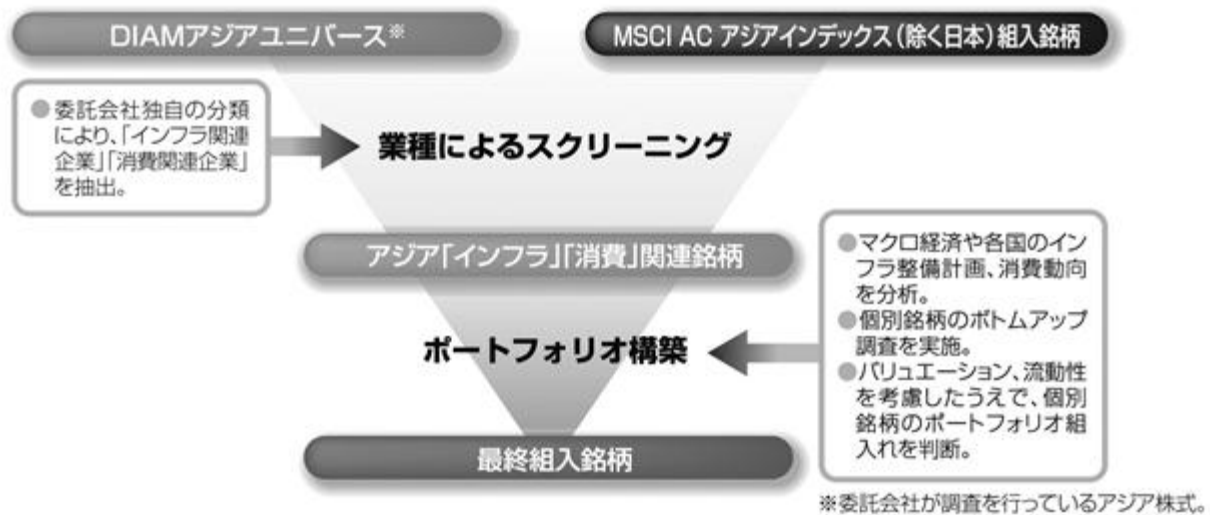 DIAMアジアユニバース※
MSCI AC アジアインデックス(除く日本)組入銘柄
●委託会社独自の分類
により、「インフラ関連
企業」「消費関連企業」
を抽出。
業種によるスクリーニング
アジア「インフラ」「消費」関連銘柄
●マクロ経済や各国のイン
フラ整備計画、消費動向
を分析。
●個別銘柄のボトムアップ
調査を実施。
●バリュエーション、流動性
を考慮したうえで、個別
銘柄のポートフォリオ組
入れを判断。
ポートフォリオ構築
最終組入銘柄
※委託会社が調査を行っているアジア株式。